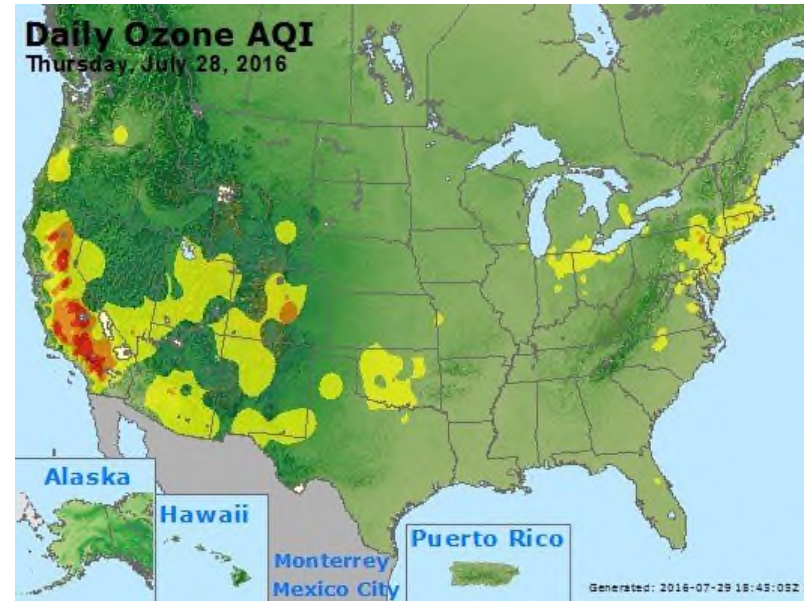 Daily Ozone AQI
Thursday, July 28, 2016
Alaska
Hawaii
Monterrey
Mexico City
Puerto Rico
Generated: 2016-07-29 15:45:05Z